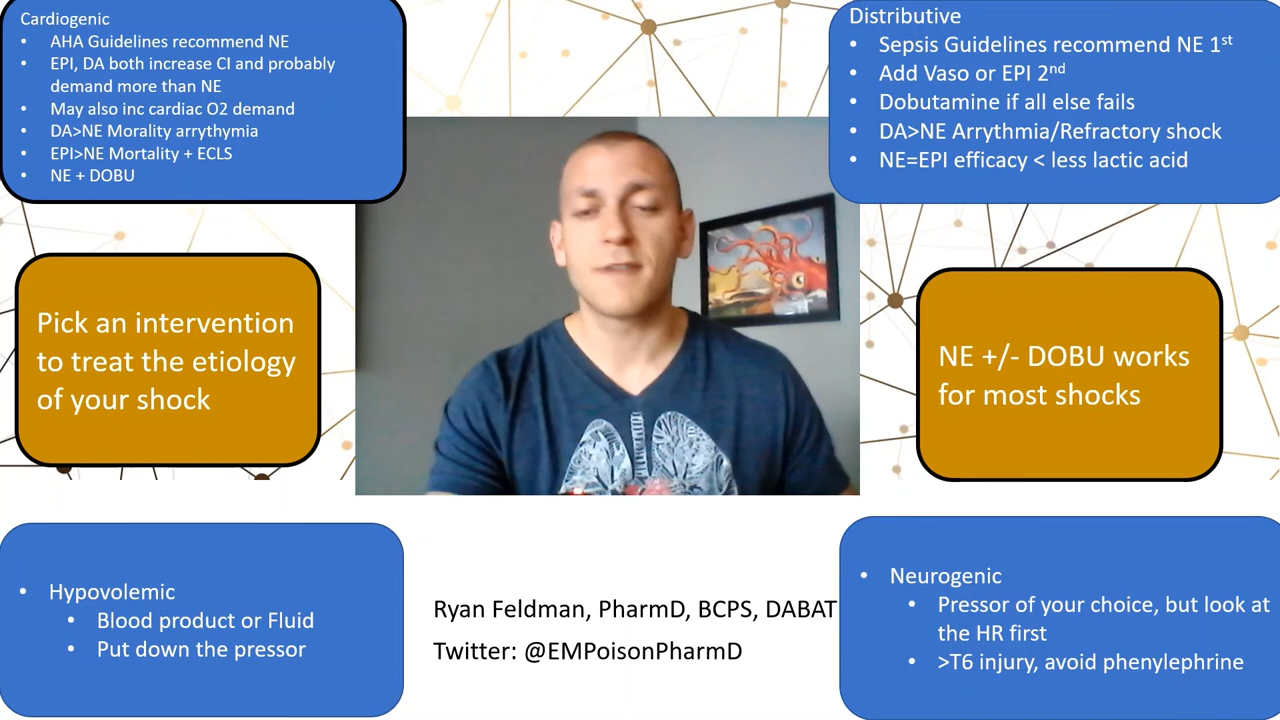 Cardiogenic
• AHA Guidelines recommend NE
• EPI, DA both increase CI and probably
demand more than NE
• May also inc cardiac O2 demand
• DA>NE Morality arrythymia
• EPI>NE Mortality + ECLS
• NE + DOBU
Distributive
• Sepsis Guidelines recommend NE 1st
• Add Vaso or EPI 2nd
• Dobutamine if all else fails
• DA>NE Arrythmia/Refractory shock
• NE=EPI efficacy < less lactic acid
Pick an intervention
to treat the etiology
of your shock
NE +/- DOBU works
for most shocks
• Hypovolemic
• Blood product or Fluid
• Put down the pressor
Ryan Feldman, PharmD, BCPS, DABAT
Twitter: @EMPoisonPharmD
• Neurogenic
• Pressor of your choice, but look at
the HR first
• >T6 injury, avoid phenylephrine